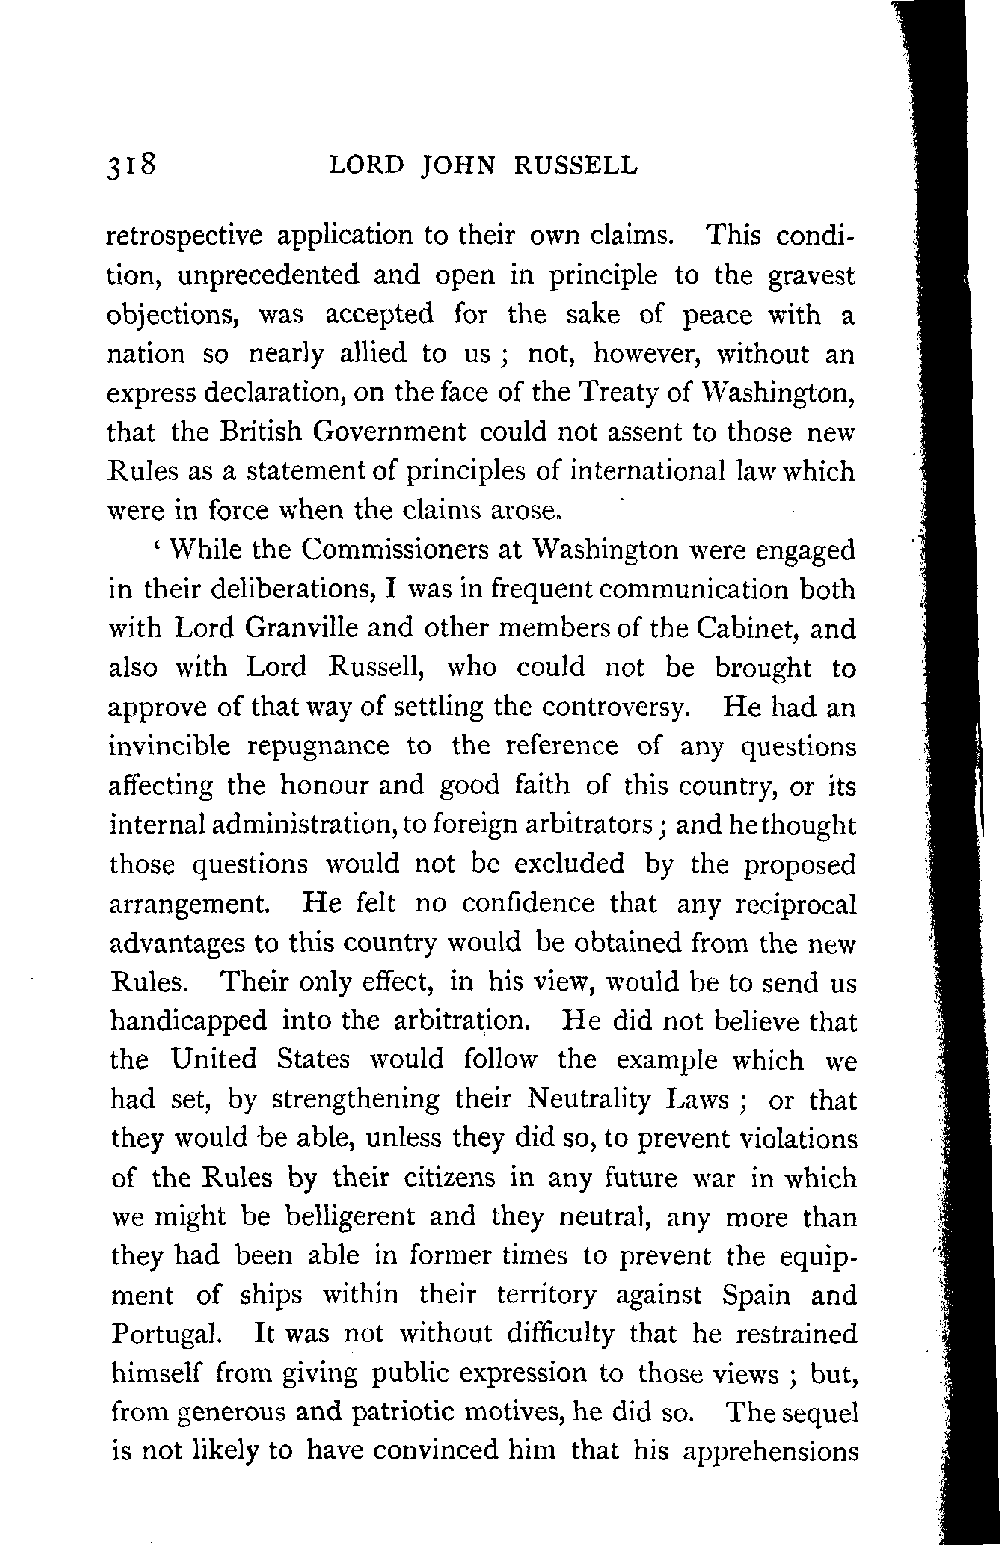 318 LORD JOHN RUSSELL
retrospective application to their own claims. This condi-
tion, unprecedented and open in principle to the gravest
objections, was accepted for the sake of peace with a
nation so nearly allied to us ; not, however, without an
express declaration, on the face of the Treaty of Washington,
that the British Government could not assent to those new
Rules as a statement of principles of international law which
were in force when the claims arose.
‘ While the Commissioners at Washington were engaged
in their deliberations, I was in frequent communication both
with Lord Granville and other members of the Cabinet, and
also with Lord Russell, who could not be brought to
approve of that way of settling the controversy. He had an
invincible repugnance to the reference of any questions
affecting the honour and good faith of this country, or its
internal administration, to foreign arbitrators ; and he thought
those questions would not be excluded by the proposed
arrangement. He felt no confidence that any reciprocal
advantages to this country would be obtained from the new
Rules. Their only effect, in his view, would be to send us
handicapped into the arbitration. He did not believe that
the United States would follow the example which we
had set, by strengthening their Neutrality Laws ; or that
they would be able, unless they did so, to prevent violations
of the Rules by their citizens in any future war in which
we might be belligerent and they neutral, any more than
they had been able in former times to prevent the equip-
ment of ships within their territory against Spain and
Portugal. It was not without difficulty that he restrained
himself from giving public expression to those views ; but,
from generous and patriotic motives, he did so. The sequel
is not likely to have convinced him that his apprehensions